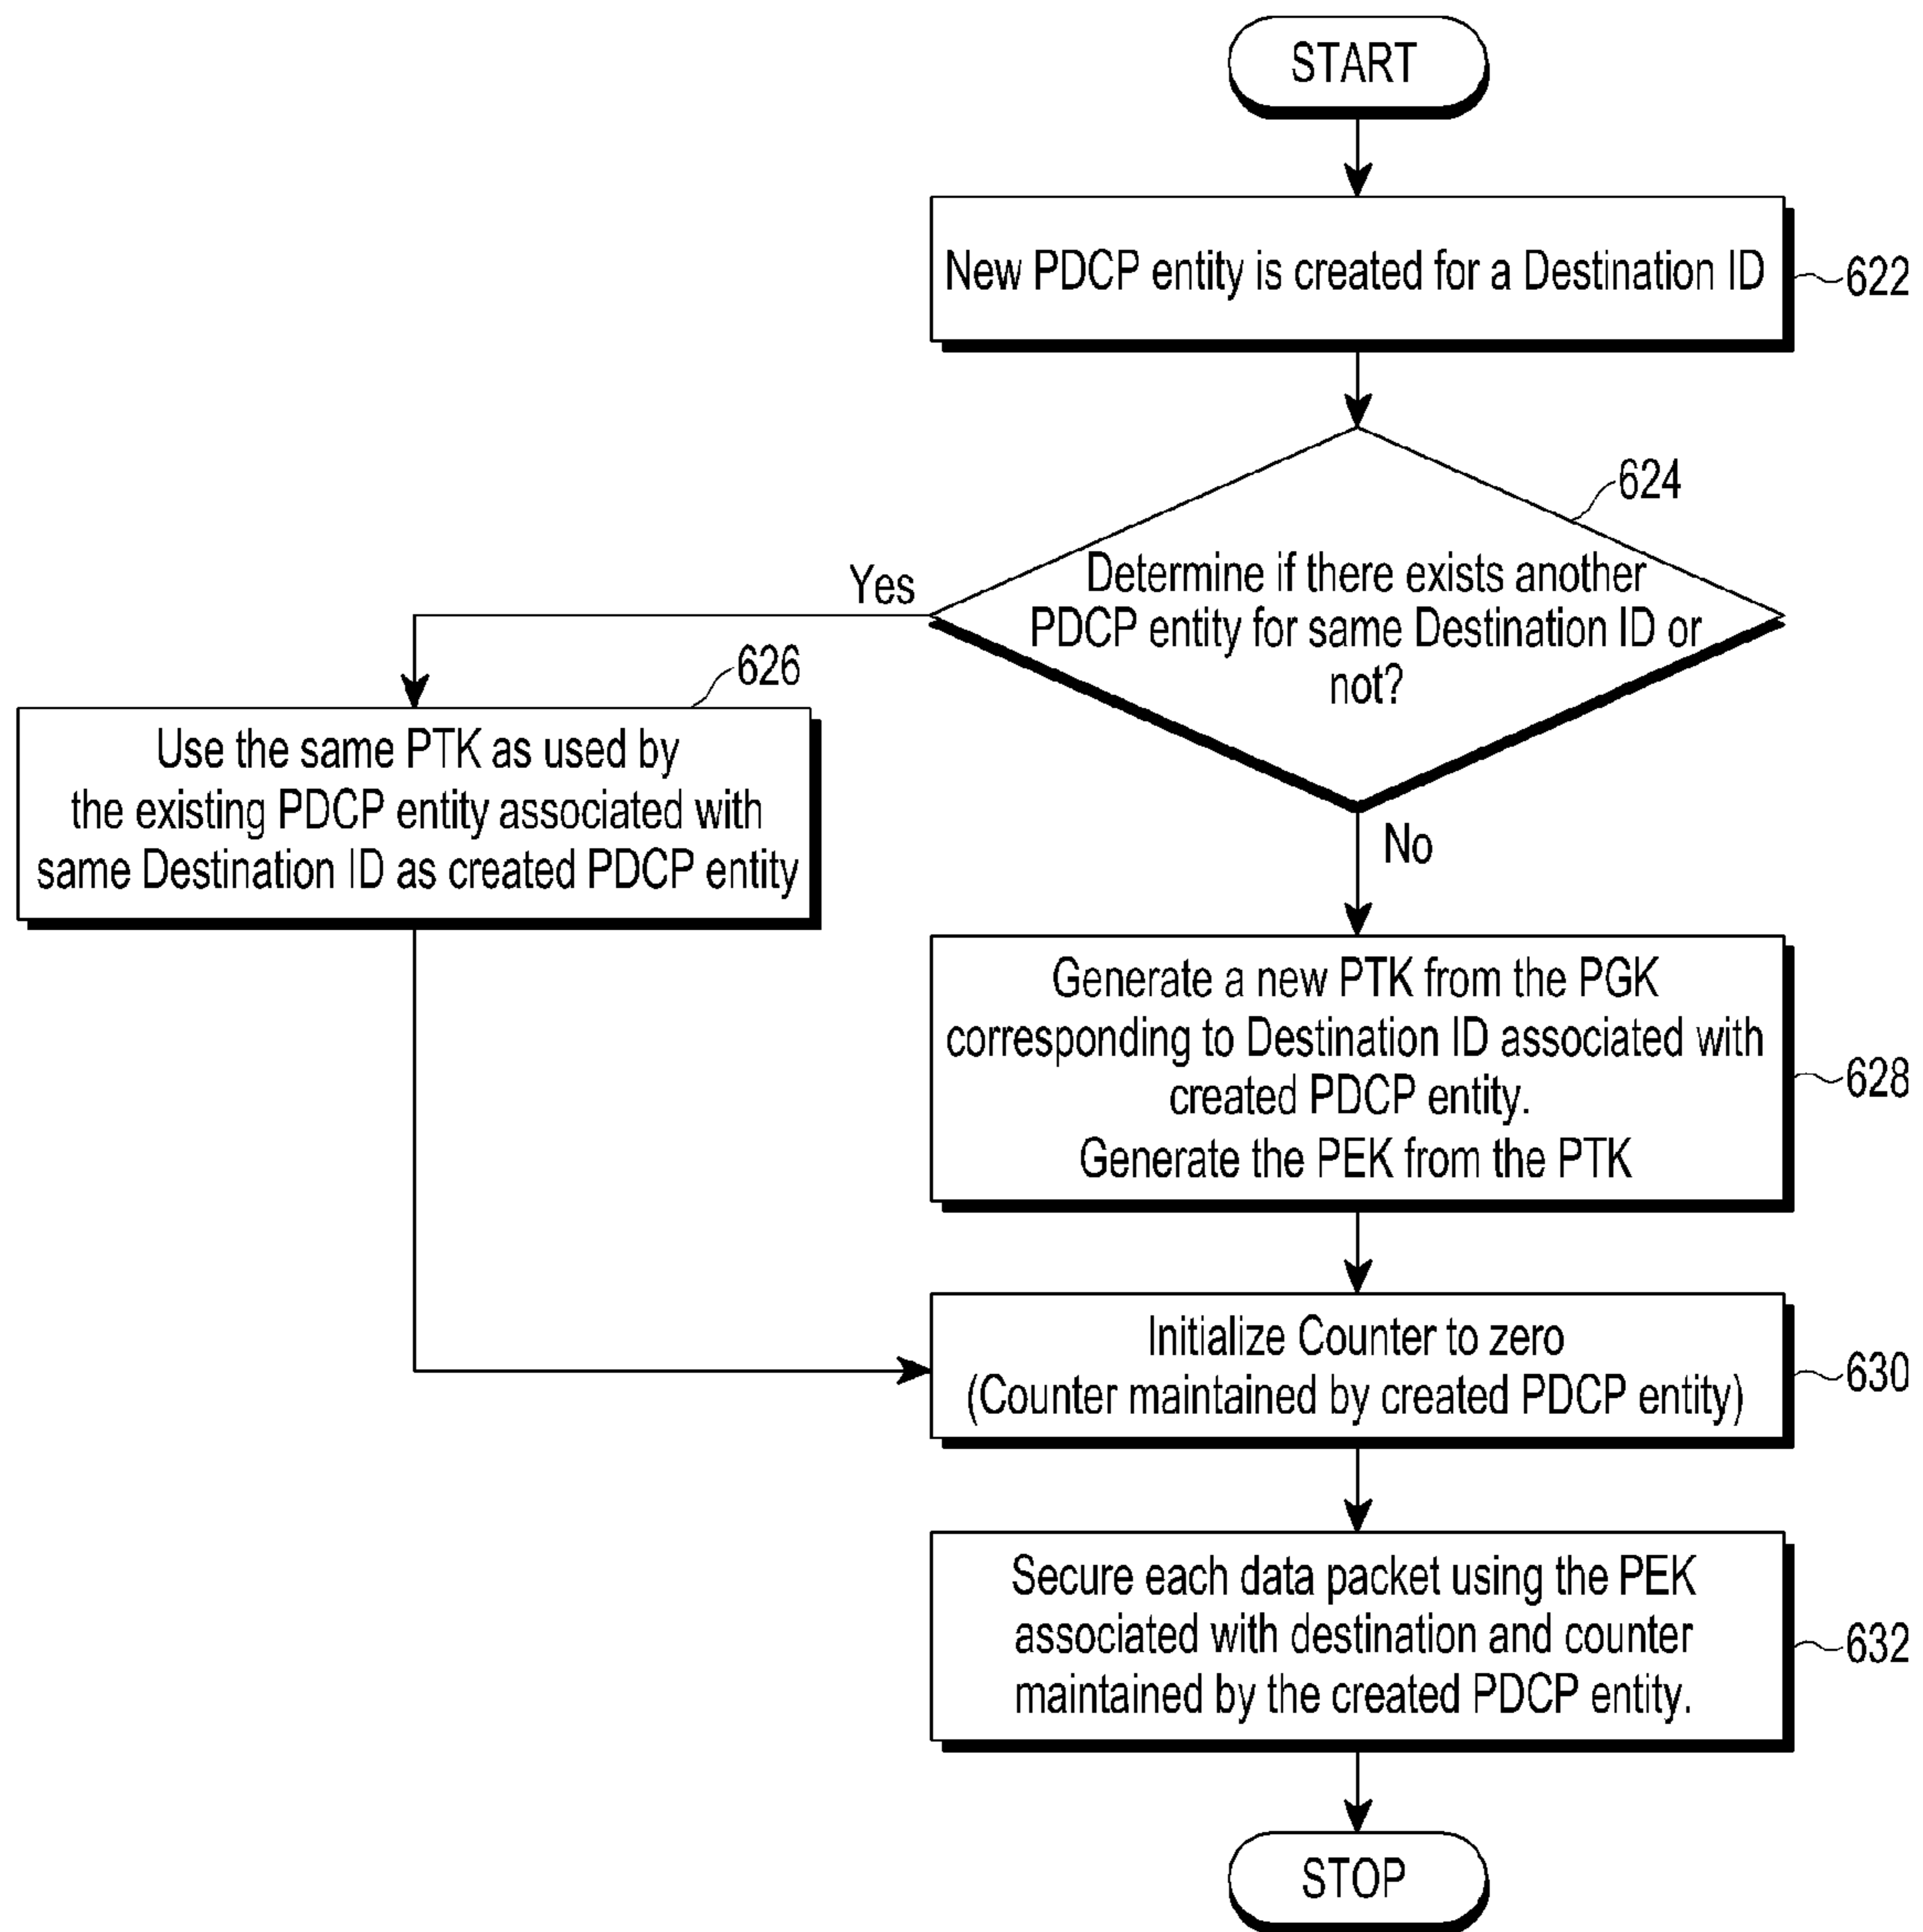 START
New PDCP entity is created for a Destination ID
622
624
Determine if there exists another
PDCP entity for same Destination ID or
not?
Yes
No
626
Use the same PTK as used by
the existing PDCP entity associated with
same Destination ID as created PDCP entity
Generate a new PTK from the PGK
corresponding to Destination ID associated with
created PDCP entity.
Generate the PEK from the PTK
628
Initialize Counter to zero
(Counter maintained by created PDCP entity)
630
Secure each data packet using the PEK
associated with destination and counter
maintained by the created PDCP entity.
632
STOP